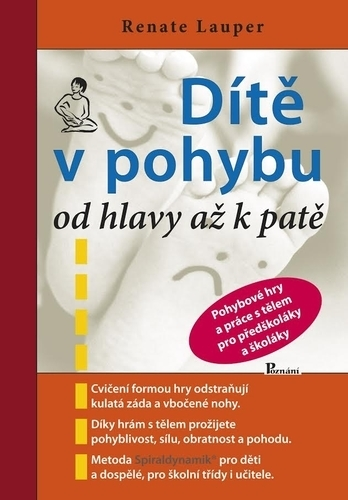 Renate Lauper
Dítě
v pohybu
od hlavy až k patě
Pohybové hry
a práce s tělem
pro předškoláky
a školáky
Poznání
Cvičení formou hry odstraňují
kulatá záda a vbočené nohy.
Díky hrám s tělem prožijete
pohyblivost, sílu, obratnost a pohodu.
Metoda Spiraldynamik® pro děti
a dospělé, pro školní třídy i učitele.